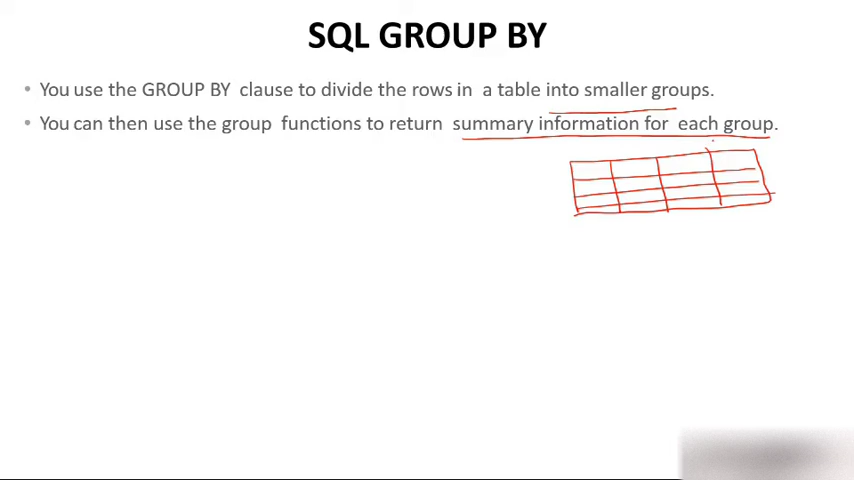 SQL GROUP BY
• You use the GROUP BY clause to divide the rows in a table into smaller groups.
• You can then use the group functions to return summary information for each group.